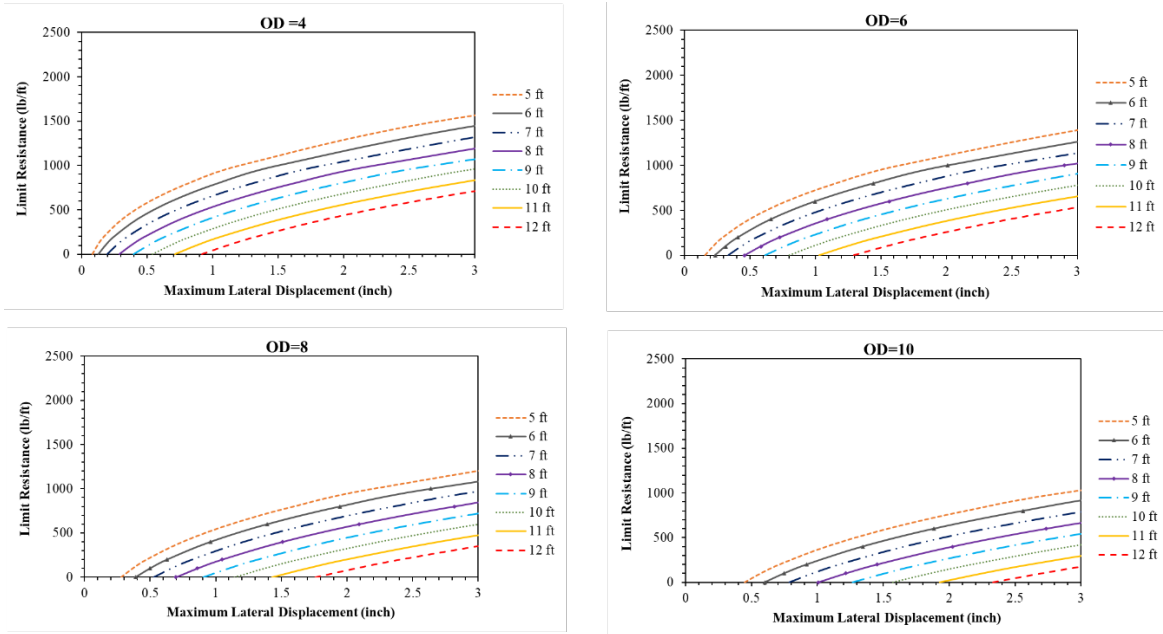 OD =4
2500
2000
1500
1000
500
0
0 0.5 1 1.5 2 2.5 3
Limit Resistance (lb/ft)
Maximum Lateral Displacement (inch)
5 ft
6 ft
7 ft
8 ft
9 ft
10 ft
11 ft
12 ft
OD=6
2500
2000
1500
1000
500
0
0 0.5 1 1.5 2 2.5 3
Limit Resistance (lb/ft)
Maximum Lateral Displacement (inch)
5 ft
6 ft
7 ft
8 ft
9 ft
10 ft
11 ft
12 ft
OD=8
2500
2000
1500
1000
500
0
0 0.5 1 1.5 2 2.5 3
Limit Resistance (lb/ft)
Maximum Lateral Displacement (inch)
5 ft
6 ft
7 ft
8 ft
9 ft
10 ft
11 ft
12 ft
OD=10
2500
2000
1500
1000
500
0
0 0.5 1 1.5 2 2.5 3
Limit Resistance (lb/ft)
Maximum Lateral Displacement (inch)
5 ft
6 ft
7 ft
8 ft
9 ft
10 ft
11 ft
12 ft